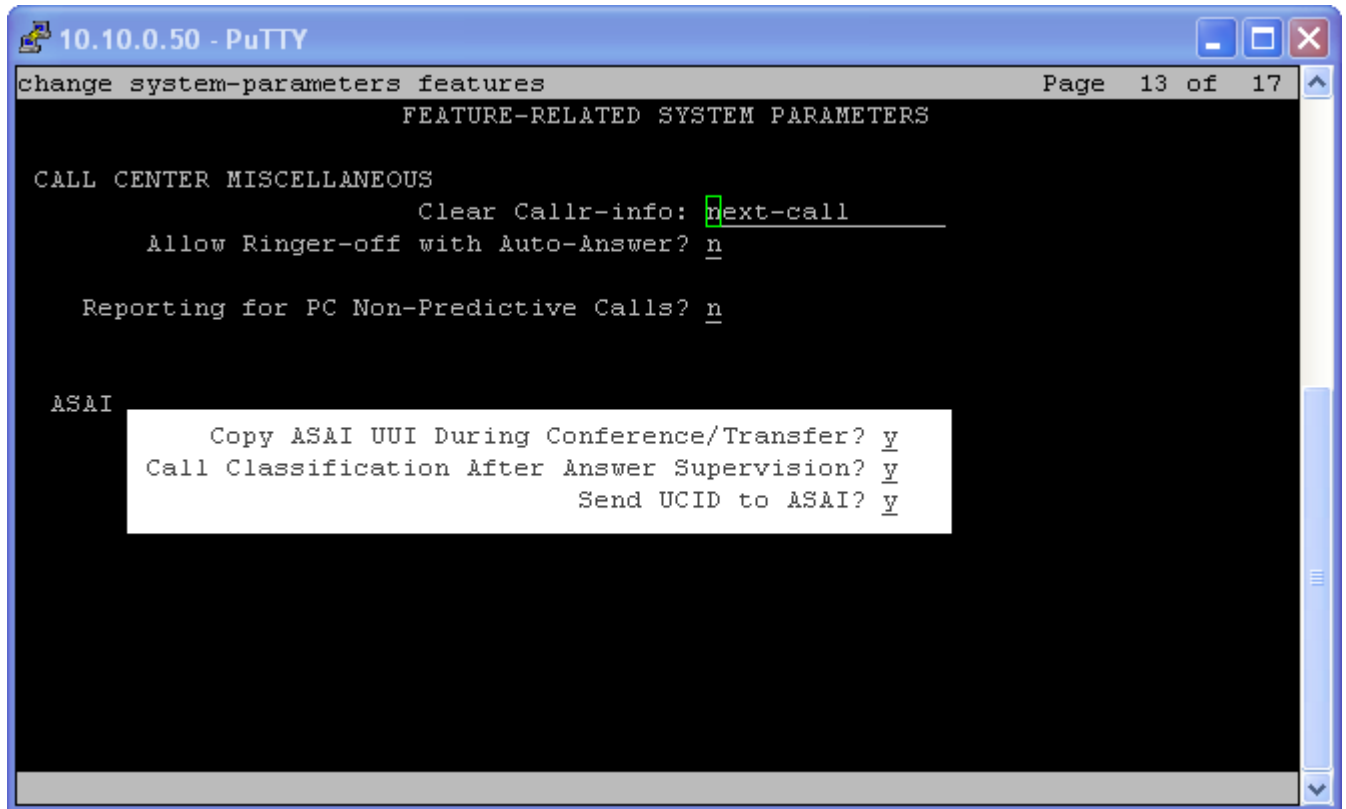 10.10.0.50 - PuTTY
change system-parameters features Page 13 of 17
FEATURE-RELATED SYSTEM PARAMETERS
CALL CENTER MISCELLANEOUS
Clear Callr-info: next-call
Allow Ringer-off with Auto-Answer? n
Reporting for PC Non-Predictive Calls? n
ASAI
Copy ASAI UUI During Conference/Transfer? y
Call Classification After Answer Supervision? y
Send UCID to ASAI? y